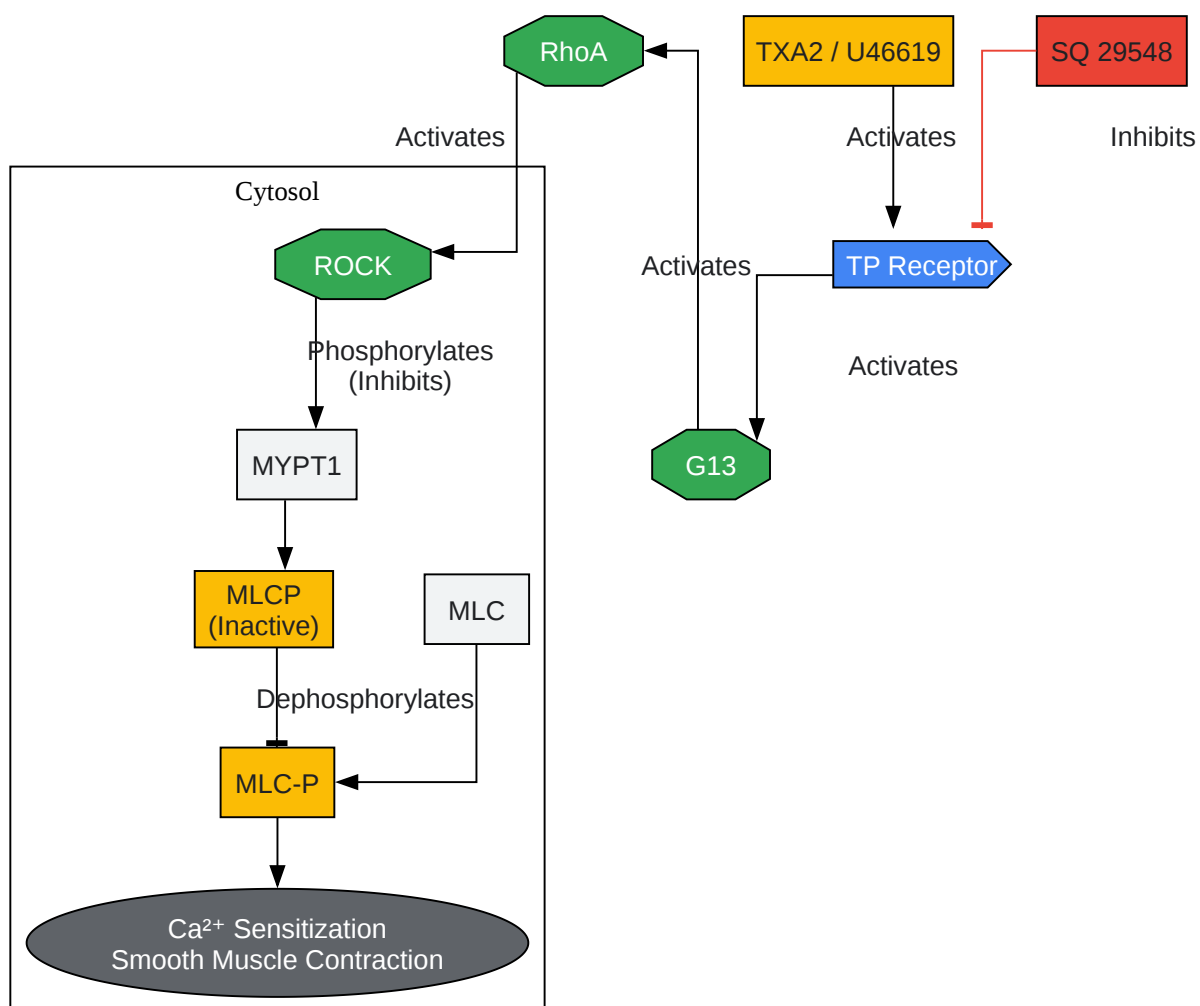 RhoA
TXA2 / U46619
SQ 29548
Activates
Activates
Inhibits
Cytosol
ROCK
Activates
TP Receptor
Phosphorylates
(Inhibits)
Activates
MYPT1
G13
MLCP
(Inactive)
MLC
Dephosphorylates
MLC-P
Ca²⁺ Sensitization
Smooth Muscle Contraction